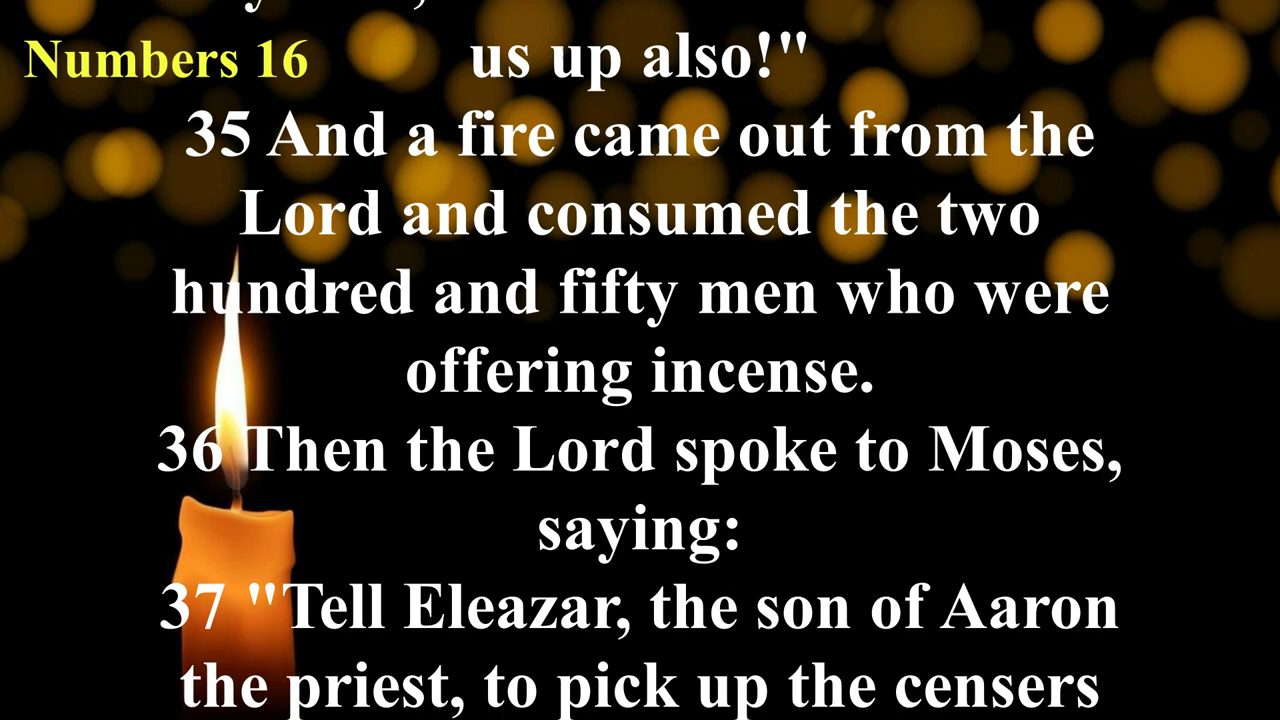 Numbers 16
us up also!"
35 And a fire came out from the
Lord and consumed the two
hundred and fifty men who were
offering incense.
36 Then the Lord spoke to Moses,
saying:
37 "Tell Eleazar, the son of Aaron
the priest, to pick up the censers